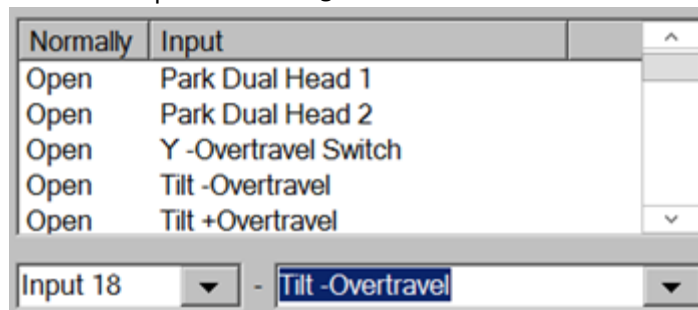 Normally Input
Open Park Dual Head 1
Open Park Dual Head 2
Open Y -Overtravel Switch
Open Tilt -Overtravel
Open Tilt +Overtravel
Input 18 - Tilt -Overtravel